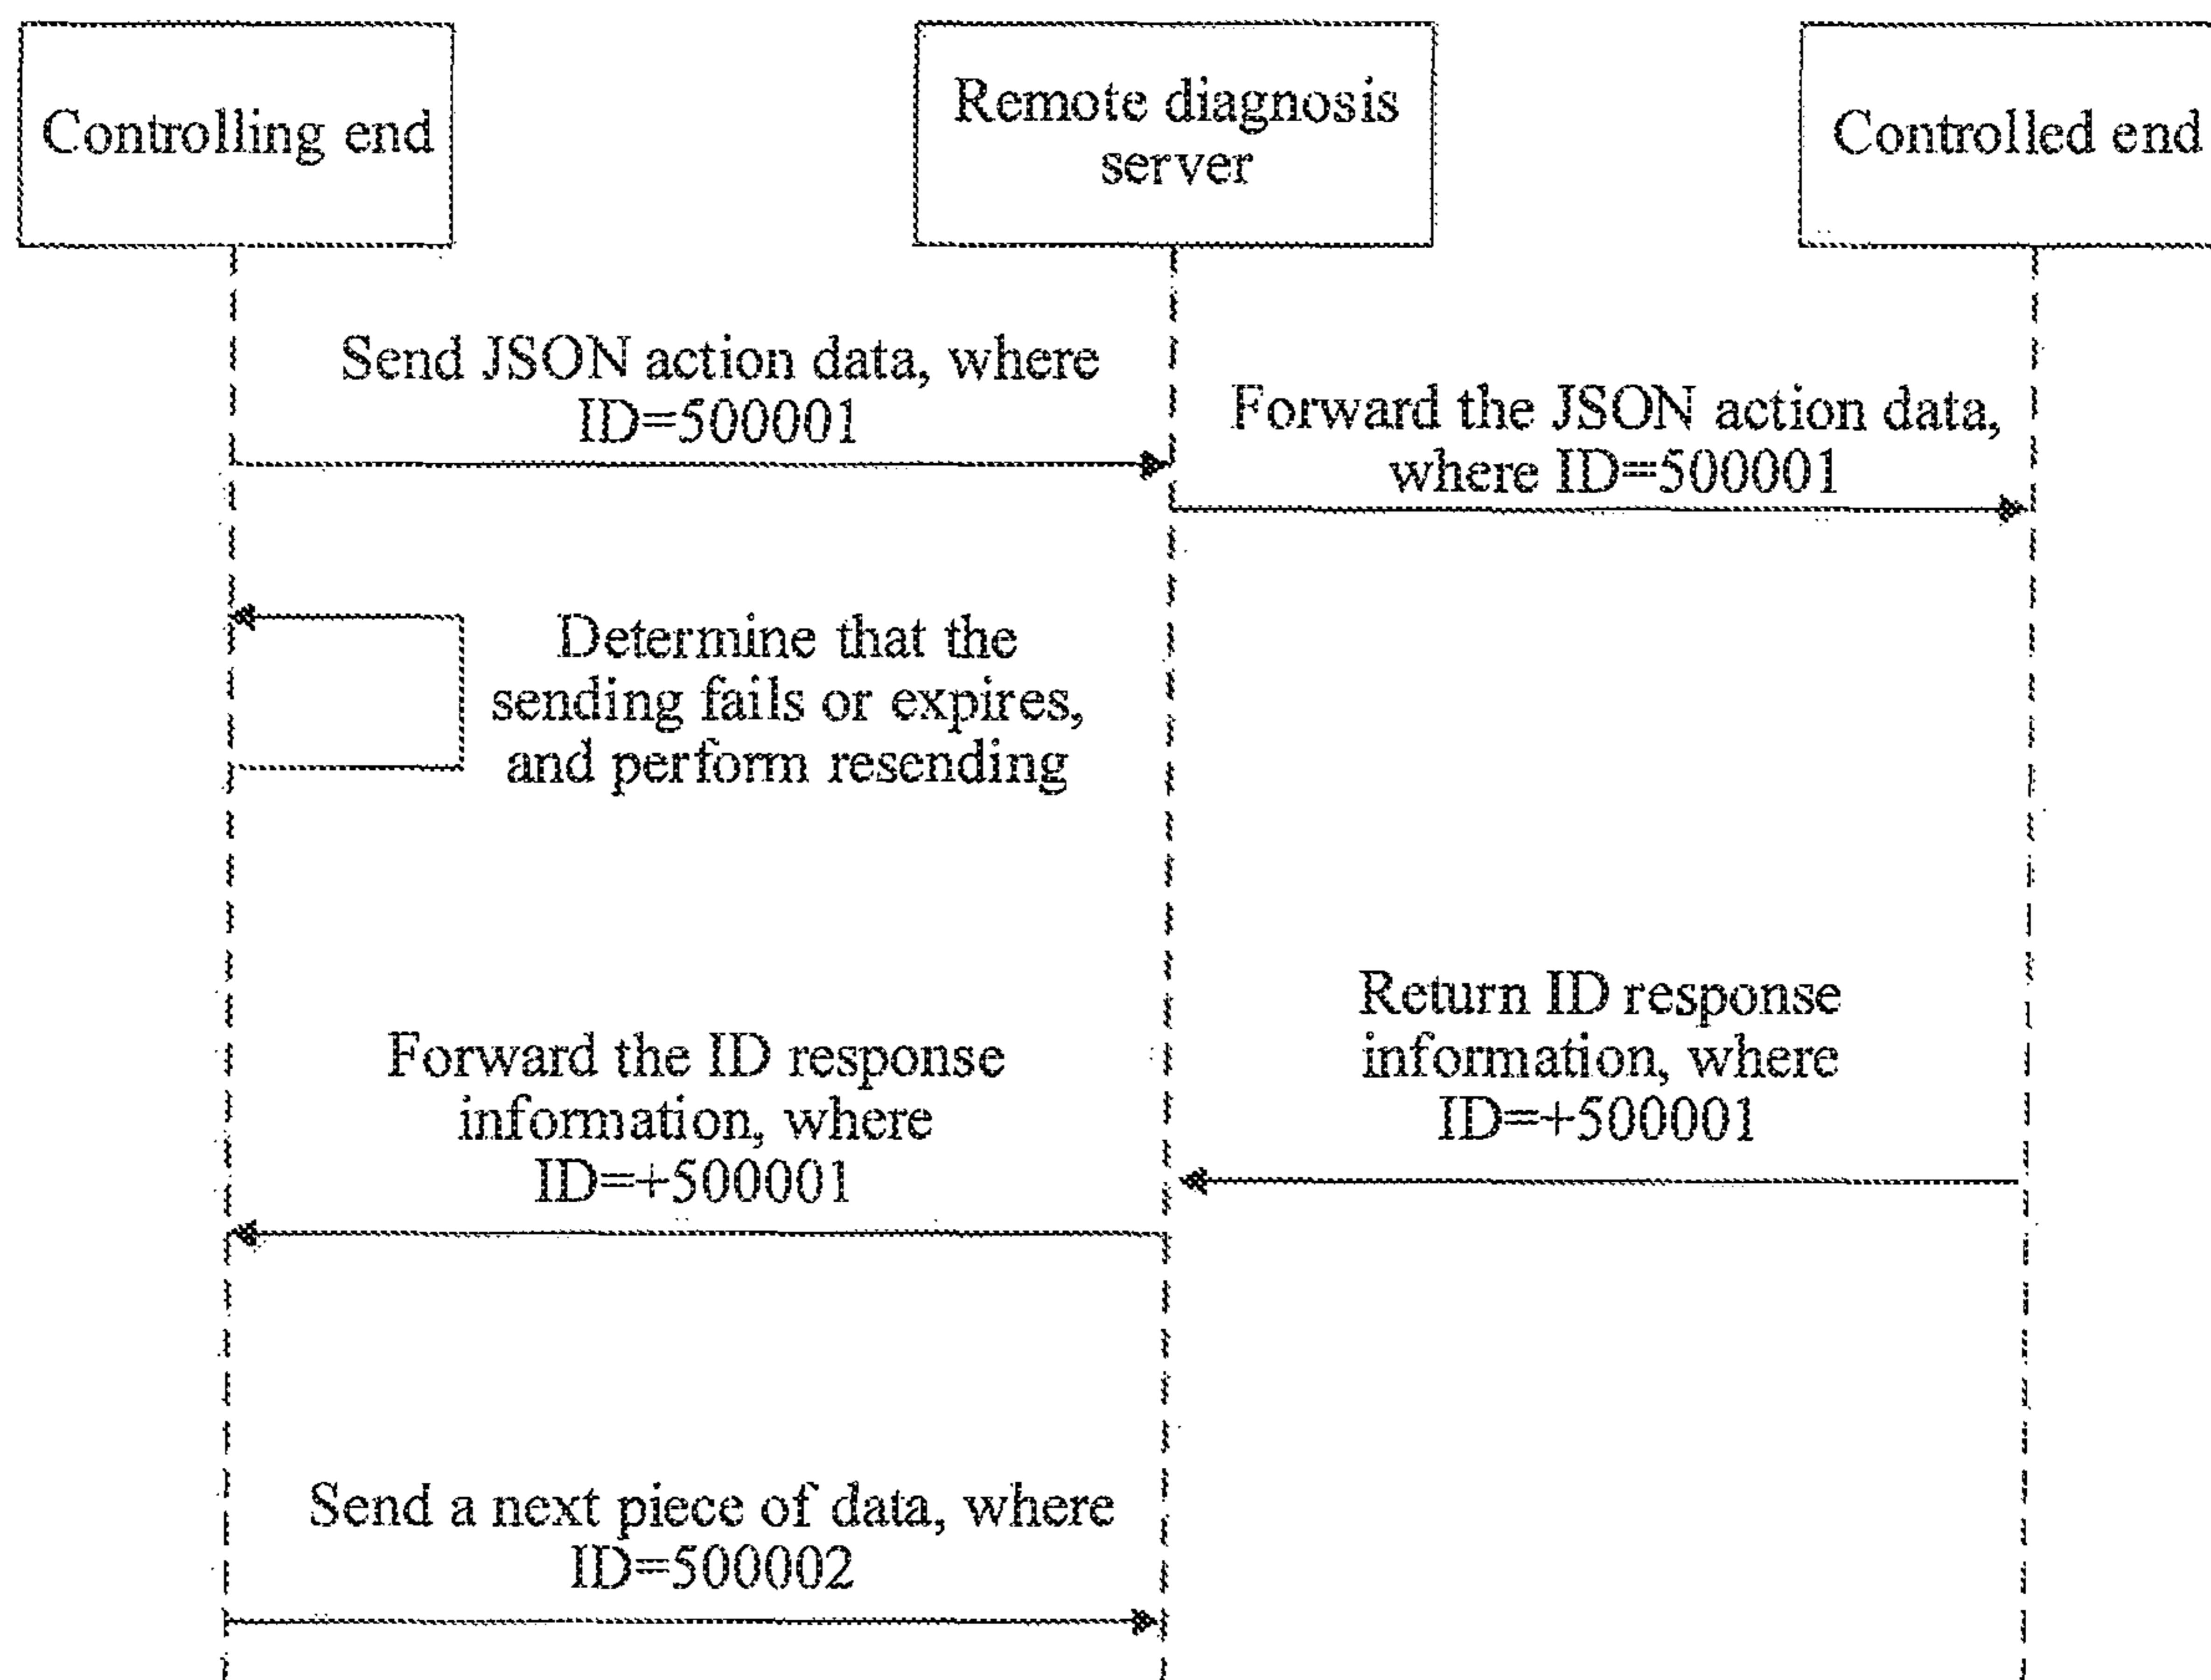 Controlling end
Remote diagnosis
server
Controlled end
Send JSON action data, where
ID=500001
Forward the JSON action data,
where ID=500001
Determine that the
sending fails or expires,
and perform resending
Return ID response
information, where
ID=+500001
Forward the ID response
information, where
ID=+500001
Send a next piece of data, where
ID=500002